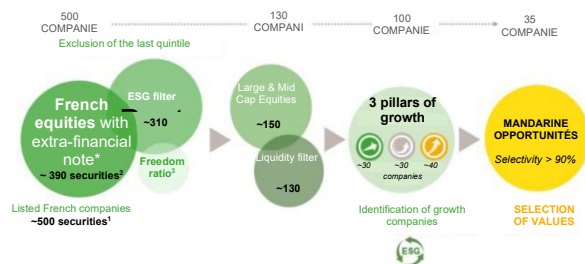 500
COMPANIE
130
COMPANI
100
COMPANIE
35
COMPANIE
Exclusion of the last quintile
French
equities with
extra-financial
note*
~ 390 securities²
ESG filter
~310
Freedom
ratio³
Listed French companies
~500 securities¹
Large & Mid
Cap Equities
~150
Liquidity filter
~130
3 pillars of
growth
~30
~30
~40
companies
Identification of growth
companies
ESG
MANDARINE
OPPORTUNITÉS
Selectivity > 90%
SELECTION
OF VALUES